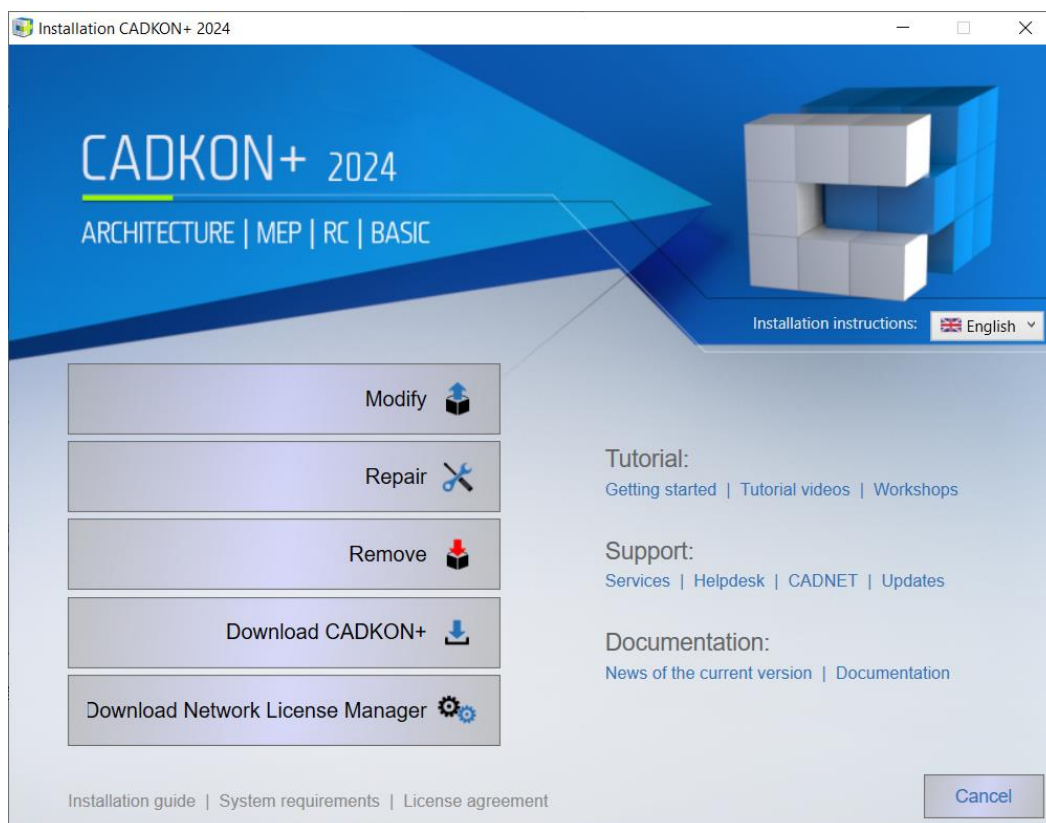 Installation CADKON+ 2024
CADKON+ 2024
ARCHITECTURE | MEP | RC | BASIC
Installation instructions: English
Modify
Repair
Remove
Download CADKON+
Download Network License Manager
Tutorial:
Getting started | Tutorial videos | Workshops
Support:
Services | Helpdesk | CADNET | Updates
Documentation:
News of the current version | Documentation
Installation guide | System requirements | License agreement
Cancel